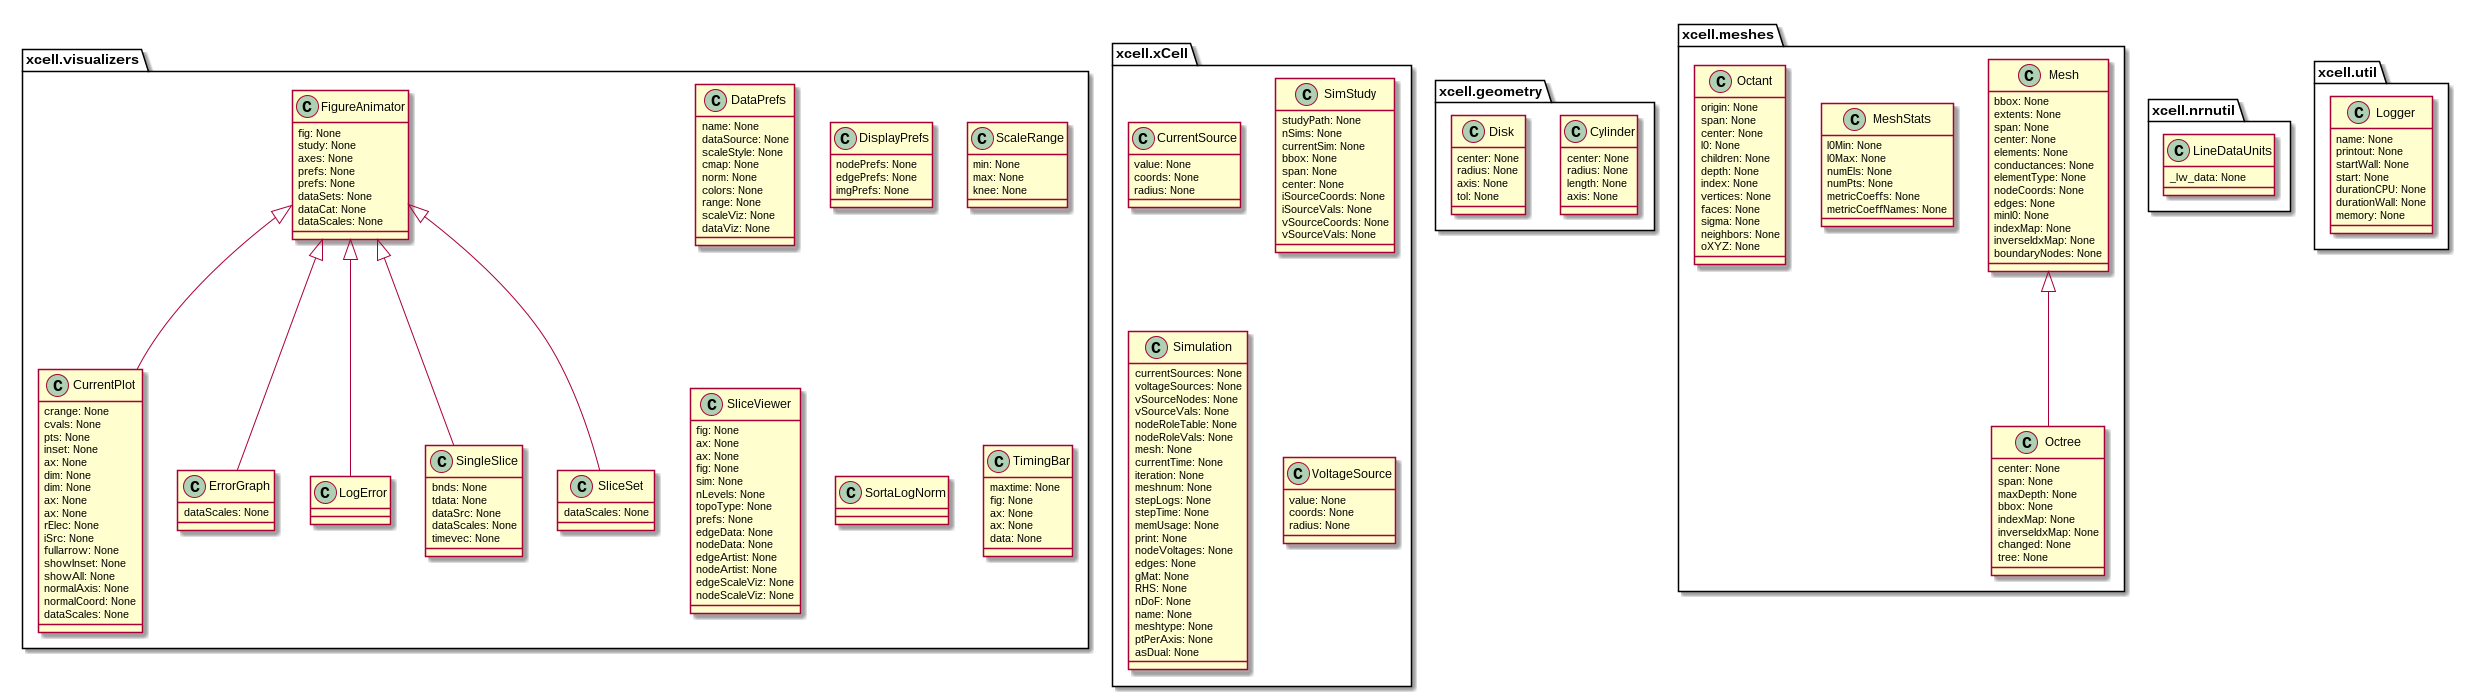 xcell.visualizers
C FigureAnimator
fig: None
study: None
axes: None
prefs: None
prefs: None
dataSets: None
dataCat: None
dataScales: None
C DataPrefs
name: None
dataSource: None
scaleStyle: None
cmap: None
norm: None
colors: None
range: None
scaleViz: None
dataViz: None
C DisplayPrefs
nodePrefs: None
edgePrefs: None
imgPrefs: None
C ScaleRange
min: None
max: None
knee: None
C CurrentPlot
crange: None
cvals: None
pts: None
inset: None
ax: None
dim: None
dim: None
ax: None
ax: None
rElec: None
iSrc: None
fullarrow: None
showInset: None
showAll: None
normalAxis: None
normalCoord: None
dataScales: None
C ErrorGraph
dataScales: None
C LogError
C SingleSlice
bnds: None
tdata: None
dataSrc: None
dataScales: None
timevec: None
C SliceSet
dataScales: None
C SliceViewer
fig: None
ax: None
ax: None
fig: None
sim: None
nLevels: None
topoType: None
prefs: None
edgeData: None
nodeData: None
edgeArtist: None
nodeArtist: None
edgeScaleViz: None
nodeScaleViz: None
C SortaLogNorm
C TimingBar
maxtime: None
fig: None
ax: None
ax: None
data: None
xcell.xCell
C CurrentSource
value: None
coords: None
radius: None
C SimStudy
studyPath: None
nSims: None
currentSim: None
bbox: None
span: None
center: None
iSourceCoords: None
iSourceVals: None
vSourceCoords: None
vSourceVals: None
C Simulation
currentSources: None
voltageSources: None
vSourceNodes: None
vSourceVals: None
nodeRoleTable: None
nodeRoleVals: None
mesh: None
currentTime: None
iteration: None
meshnum: None
stepLogs: None
stepTime: None
memUsage: None
print: None
nodeVoltages: None
edges: None
gMat: None
RHS: None
nDoF: None
name: None
meshtype: None
ptPerAxis: None
asDual: None
C VoltageSource
value: None
coords: None
radius: None
xcell.geometry
C Disk
center: None
radius: None
axis: None
tol: None
C Cylinder
center: None
radius: None
length: None
axis: None
xcell.meshes
C Octant
origin: None
span: None
center: None
l0: None
children: None
depth: None
index: None
vertices: None
faces: None
sigma: None
neighbors: None
oXYZ: None
C MeshStats
l0Min: None
l0Max: None
numEls: None
numPts: None
metricCoeffs: None
metricCoeffNames: None
C Mesh
bbox: None
extents: None
span: None
center: None
elements: None
conductances: None
elementType: None
nodeCoords: None
edges: None
minl0: None
indexMap: None
inverseIdxMap: None
boundaryNodes: None
C Octree
center: None
span: None
maxDepth: None
bbox: None
indexMap: None
inverseIdxMap: None
changed: None
tree: None
xcell.nrnutil
C LineDataUnits
_lw_data: None
xcell.util
C Logger
name: None
printout: None
startWall: None
start: None
durationCPU: None
durationWall: None
memory: None